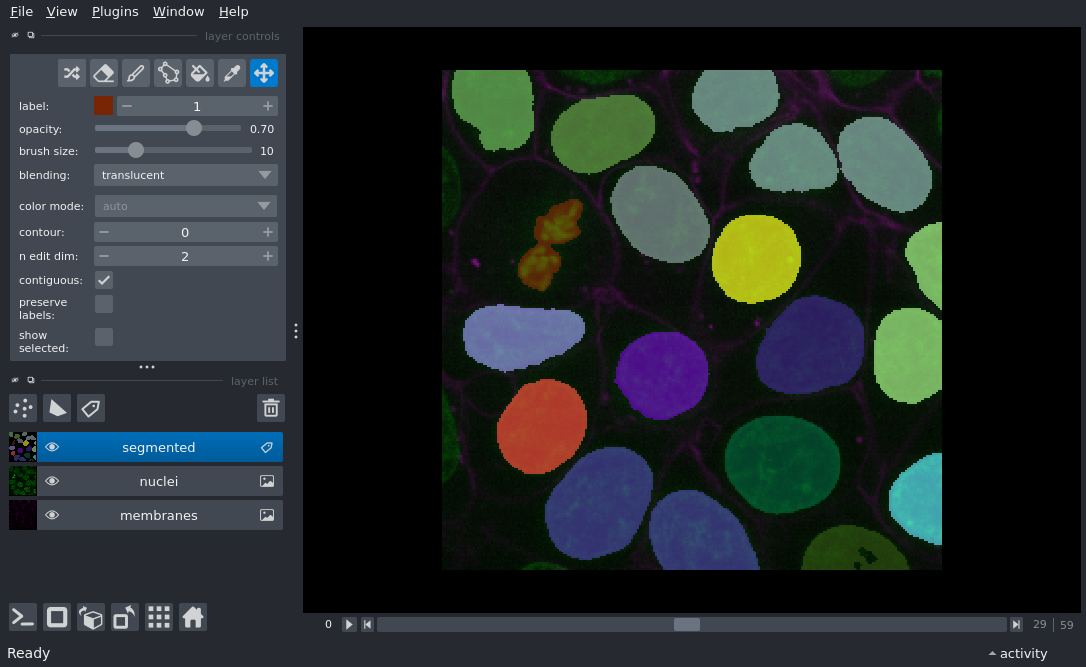 File View Plugins Window Help
layer controls
label: 1
opacity: 0.70
brush size: 10
blending: translucent
color mode: auto
contour: 0
n edit dim: 2
contiguous:
preserve
labels:
show
selected:
layer list
segmented
nuclei
membranes
0 29 59
Ready activity